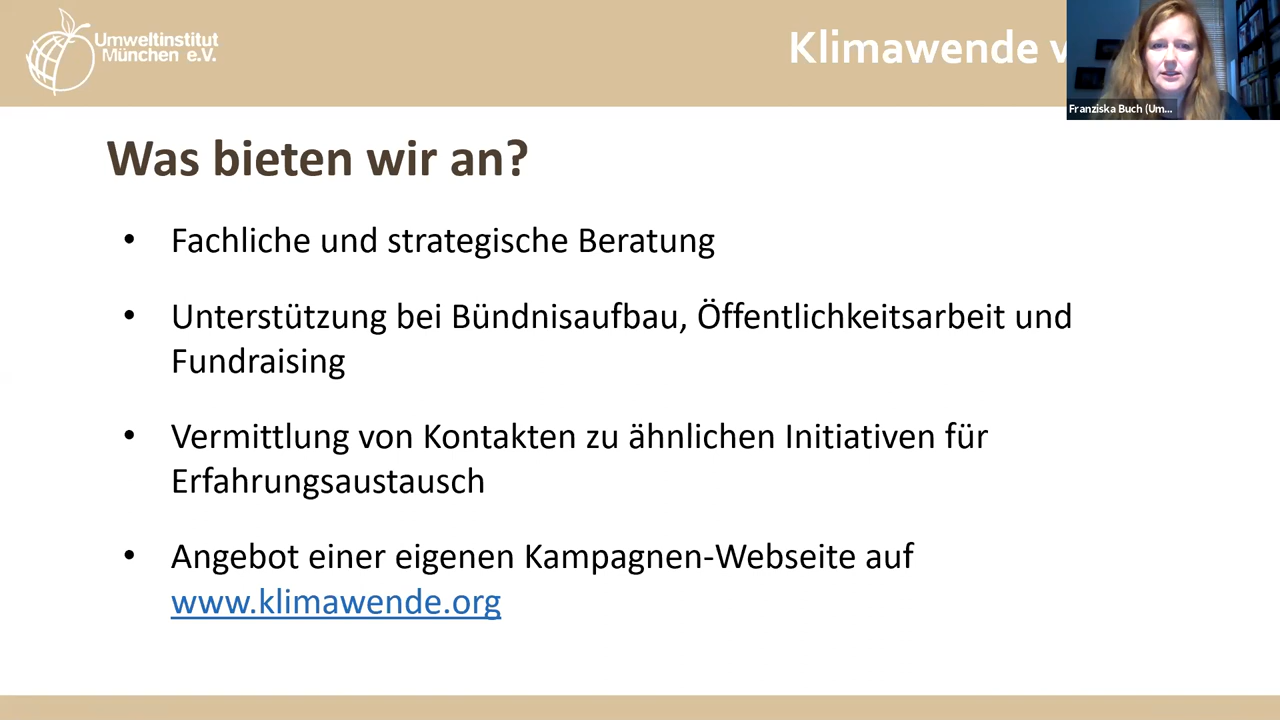 Umweltinstitut
München e.V.
Klimawende
Franziska Buch (Um...
Was bieten wir an?
• Fachliche und strategische Beratung
• Unterstützung bei Bündnisaufbau, Öffentlichkeitsarbeit und
Fundraising
• Vermittlung von Kontakten zu ähnlichen Initiativen für
Erfahrungsaustausch
• Angebot einer eigenen Kampagnen-Webseite auf
www.klimawende.org